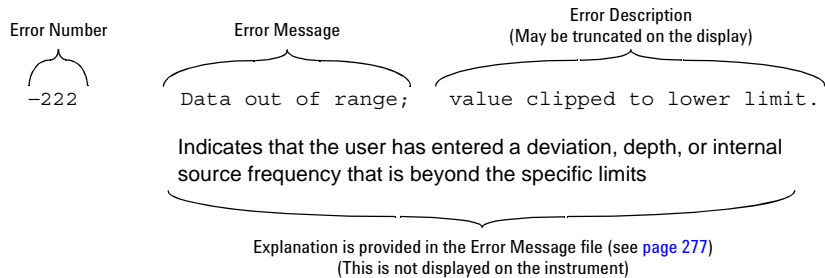 Error Number
Error Message
Error Description
(May be truncated on the display)
−222
Data out of range;
value clipped to lower limit.
Indicates that the user has entered a deviation, depth, or internal
source frequency that is beyond the specific limits
Explanation is provided in the Error Message file (see page 277)
(This is not displayed on the instrument)